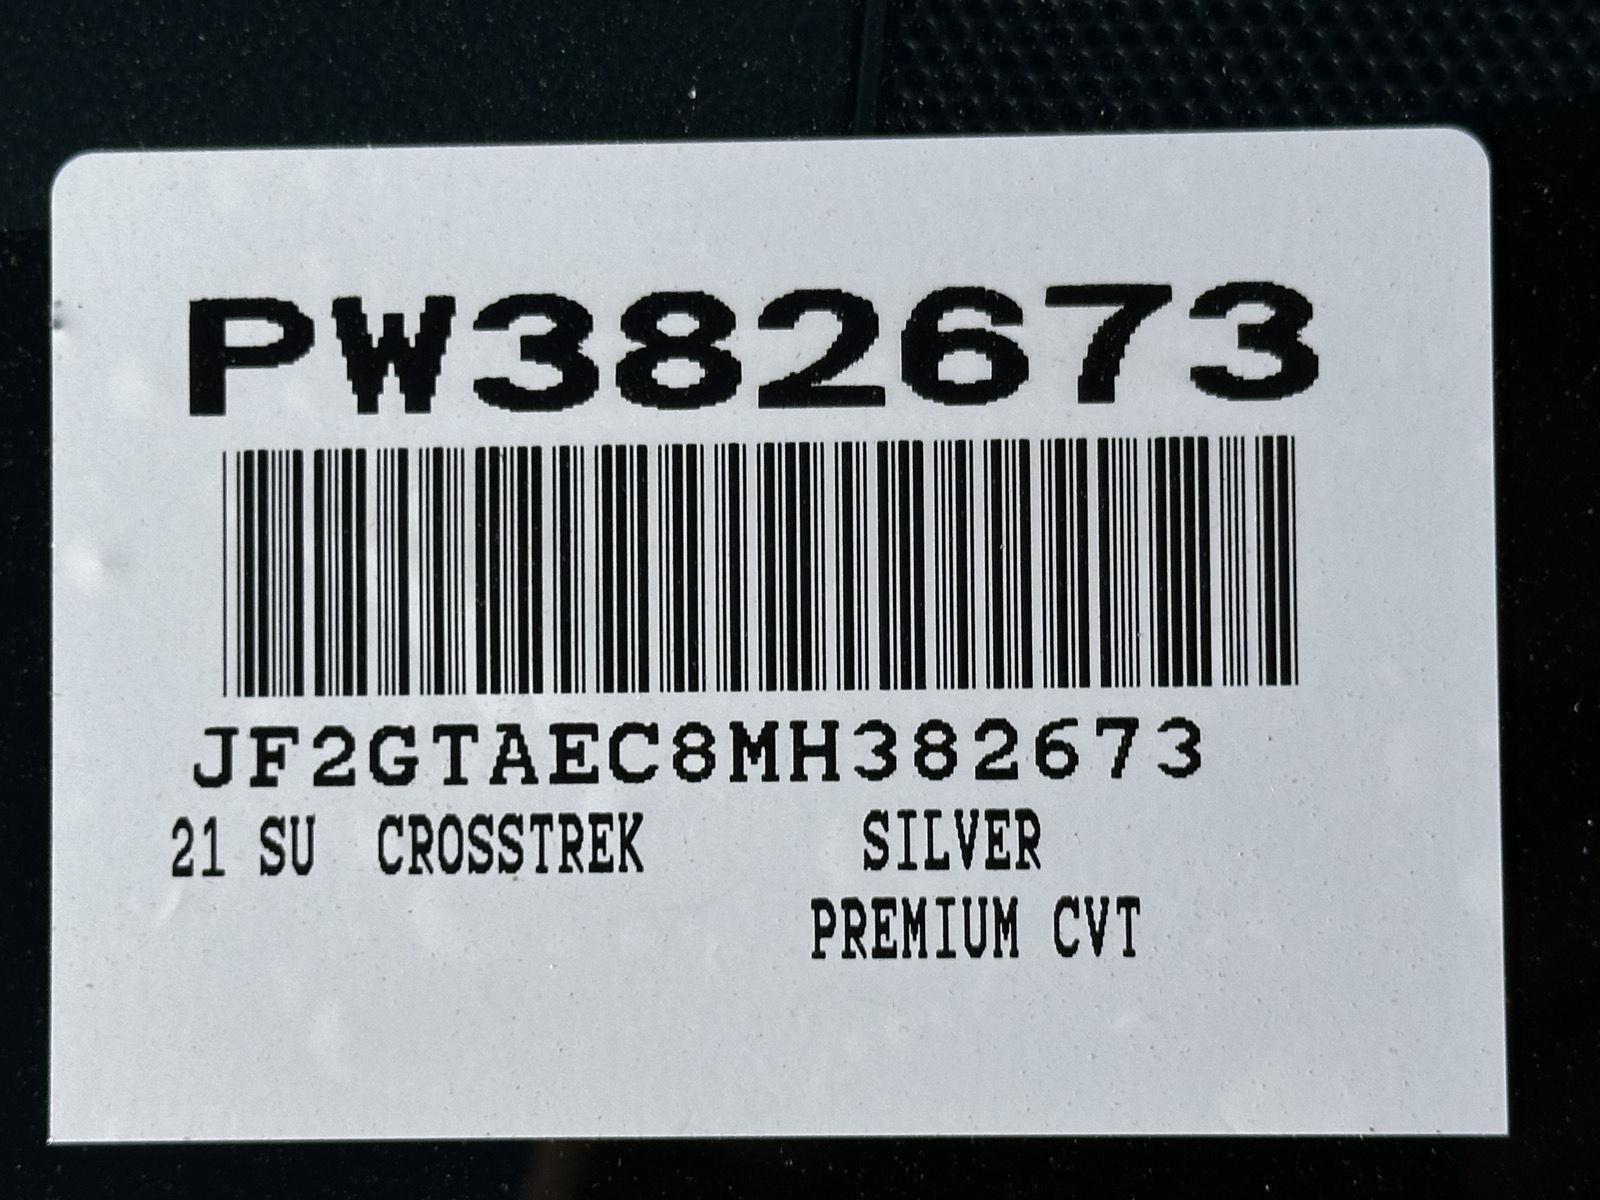 PW382673
JF2GTAEC8MH382673
21 SU CROSSTREK SILVER
PREMIUM CVT